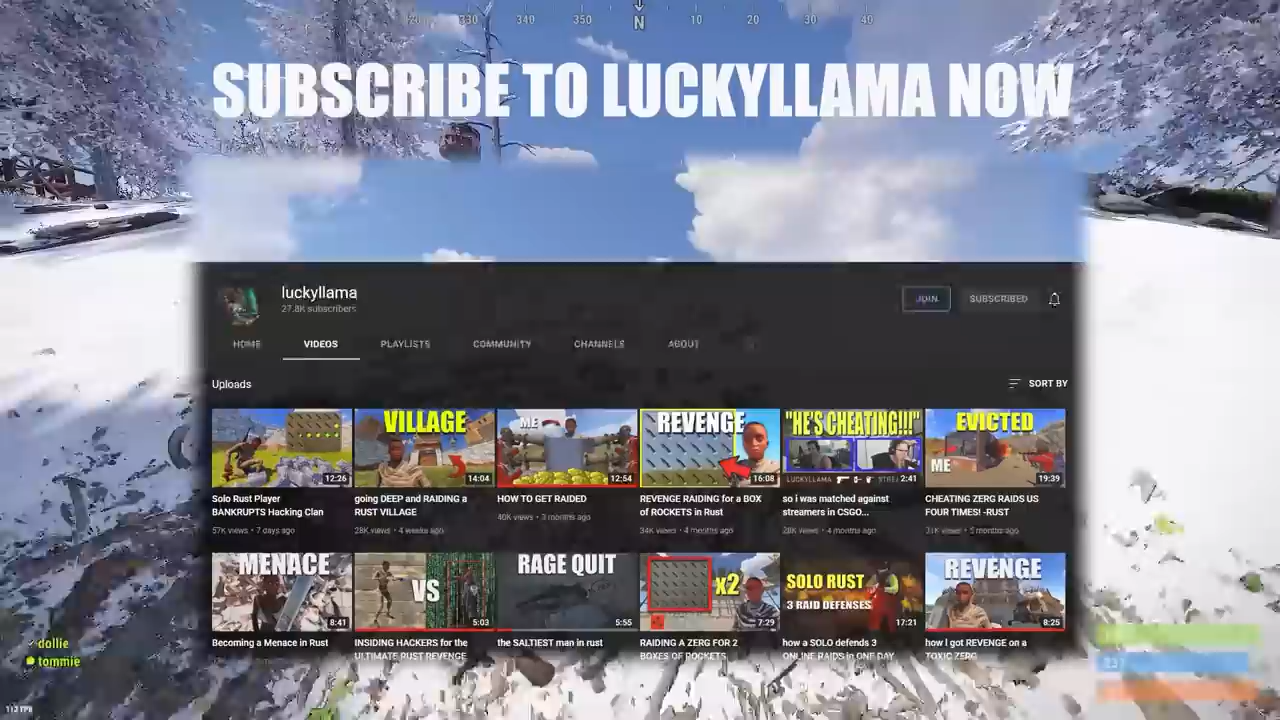 330 340 350 N 10 20 30 40
SUBSCRIBE TO LUCKYLLAMA NOW
luckyllama
27.8K subscribers
JOIN SUBSCRIBED
HOME VIDEOS PLAYLISTS COMMUNITY CHANNELS ABOUT
Uploads SORT BY
VILLAGE
ME
REVENGE
"HE'S CHEATING!!!"
LUCKYLLAMA
EVICTED
ME
12:26 14:04 12:54 16:08 2:41 19:39
Solo Rust Player
BANKRUPTS Hacking Clan
57K views • 7 days ago
going DEEP and RAIDING a
RUST VILLAGE
28K views • 4 weeks ago
HOW TO GET RAIDED
40K views • 3 months ago
REVENGE RAIDING for a BOX
of ROCKETS in Rust
34K views • 4 months ago
so i was matched against
streamers in CSGO...
28K views • 4 months ago
CHEATING ZERG RAIDS US
FOUR TIMES! -RUST
31K views • 5 months ago
MENACE
VS
RAGE QUIT
x2
SOLO RUST
3 RAID DEFENSES
REVENGE
8:41 5:03 5:55 7:29 17:21 8:25
Becoming a Menace in Rust
INSIDING HACKERS for the
ULTIMATE RUST REVENGE
the SALTIEST man in rust
RAIDING A ZERG FOR 2
BOXES OF ROCKETS
how a SOLO defends 3
ONLINE RAIDS in ONE DAY
how I got REVENGE on a
TOXIC ZERG
dollie
tommie
237